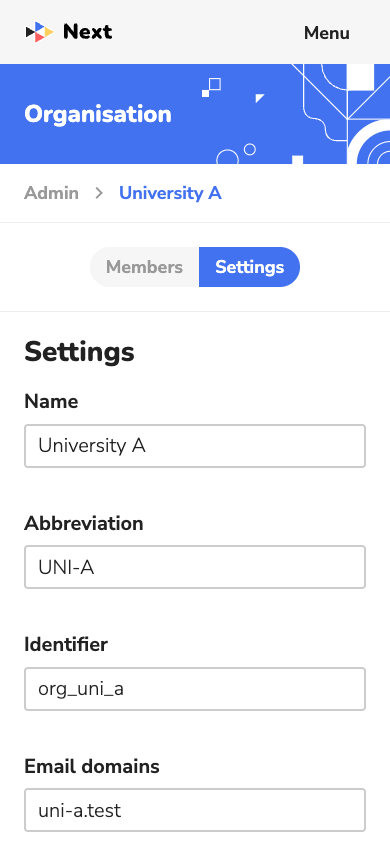 Next
Menu
Organisation
Admin > University A
Members
Settings
Settings
Name
University A
Abbreviation
UNI-A
Identifier
org_uni_a
Email domains
uni-a.test